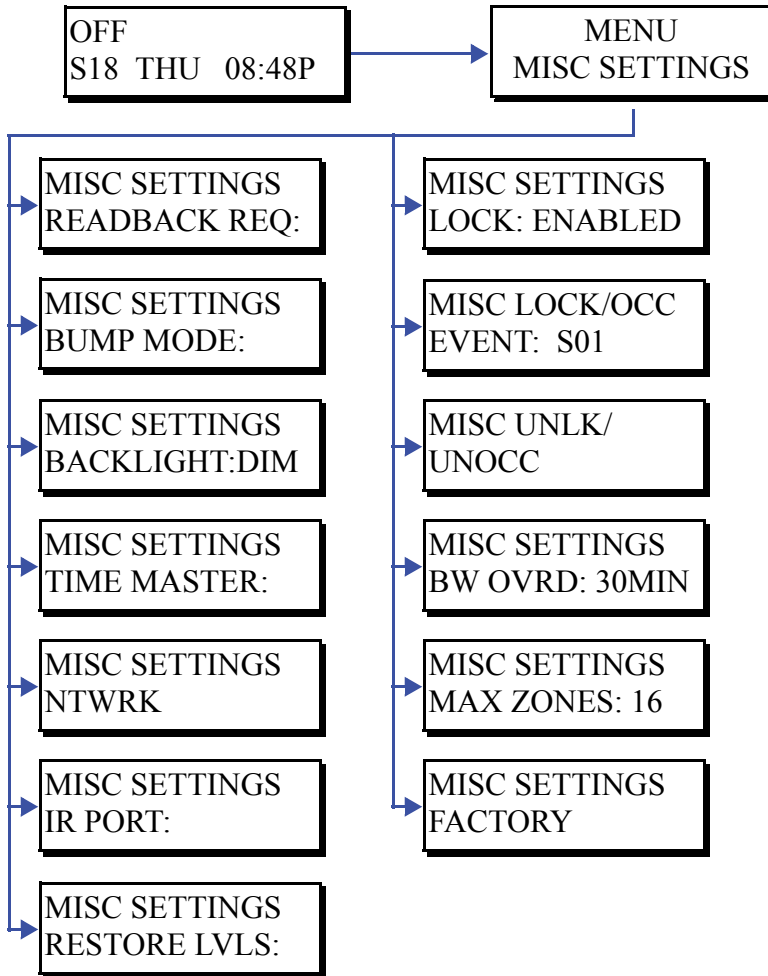 OFF
S18 THU 08:48P
MENU
MISC SETTINGS
MISC SETTINGS
READBACK REQ:
MISC SETTINGS
BUMP MODE:
MISC SETTINGS
BACKLIGHT:DIM
MISC SETTINGS
TIME MASTER:
MISC SETTINGS
NTWRK
MISC SETTINGS
IR PORT:
MISC SETTINGS
RESTORE LVLS:
MISC SETTINGS
LOCK: ENABLED
MISC LOCK/OCC
EVENT: S01
MISC UNLK/
UNOCC
MISC SETTINGS
BW OVRD: 30MIN
MISC SETTINGS
MAX ZONES: 16
MISC SETTINGS
FACTORY